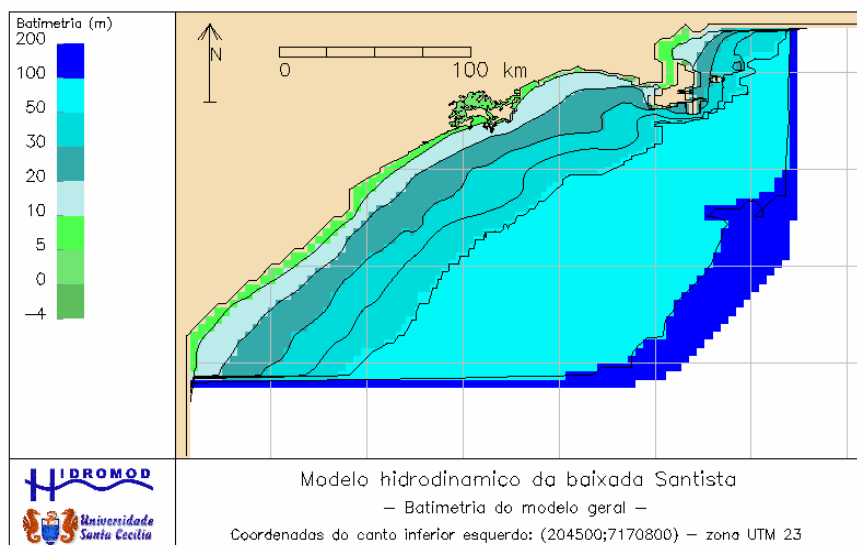 Batimetria (m)
200
100
50
30
20
10
5
0
−4
N
0 100 km
HIDROMOD
Universidade
Santa Cecília
Modelo hidrodinamico da baixada Santista
− Batimetria do modelo geral −
Coordenadas do canto inferior esquerdo: (204500;7170800) − zona UTM 23